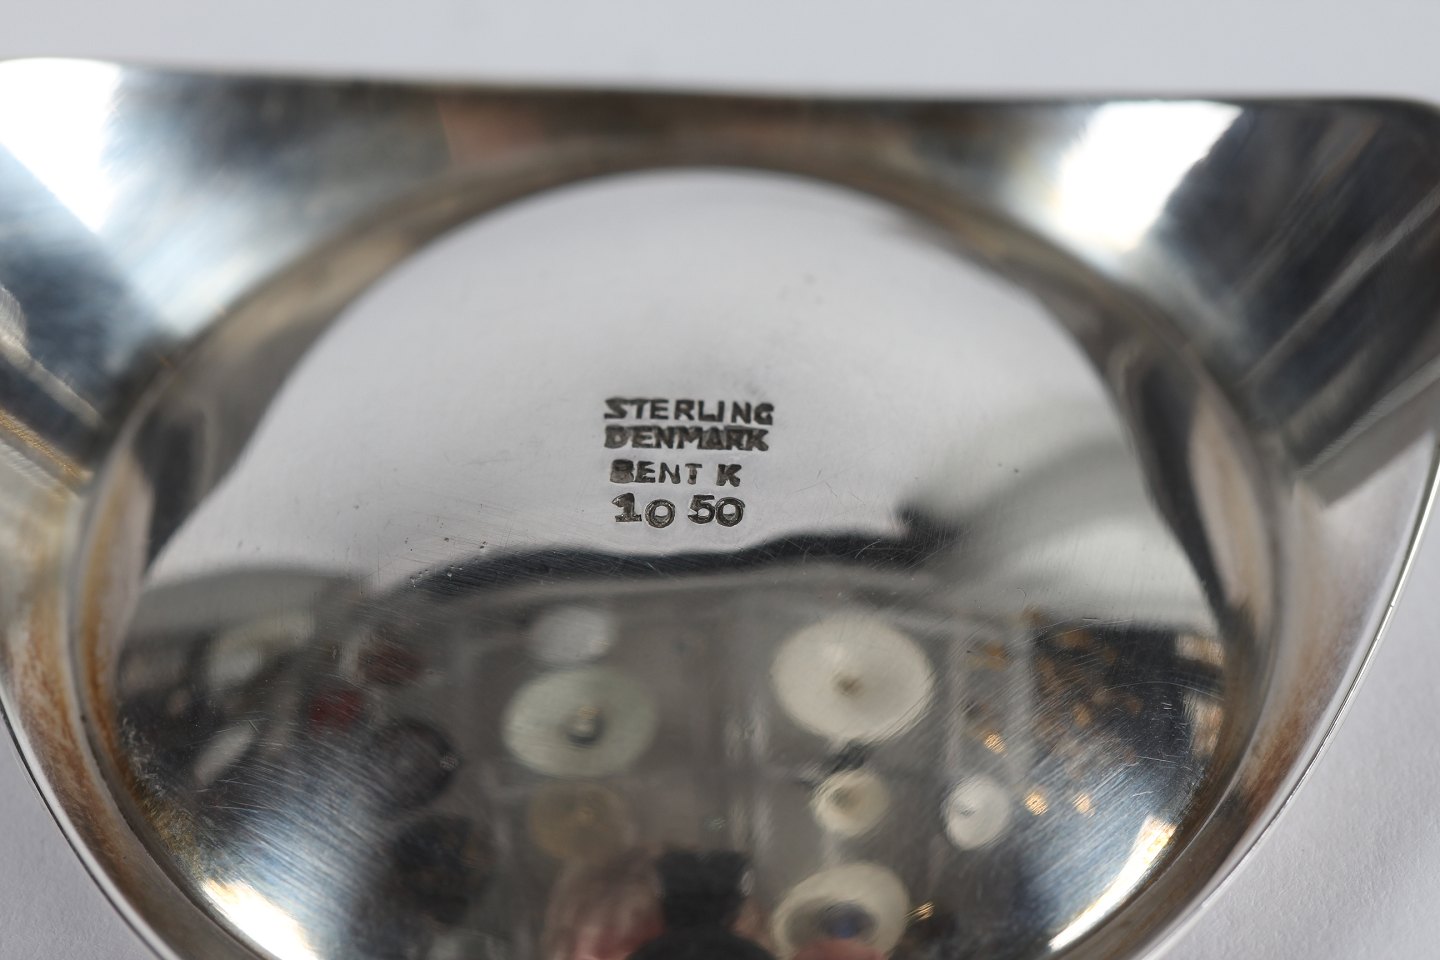 STERLING
DENMARK
BENT K
10 50